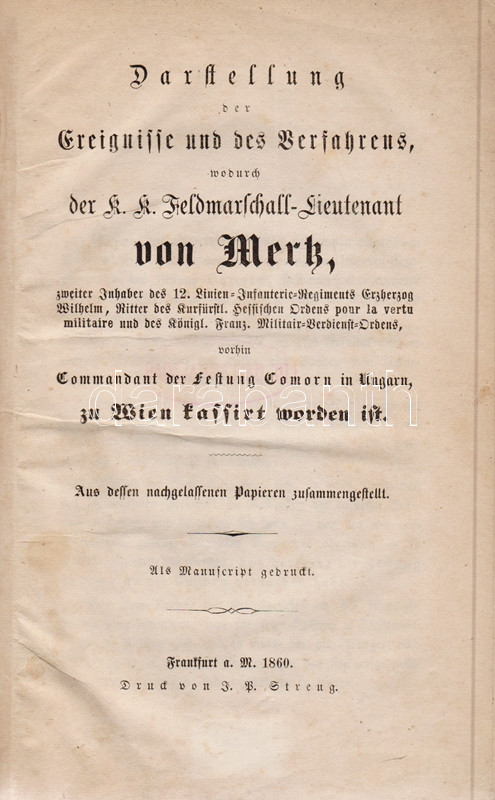 Darstellung
der
Ereignisse und des Verfahrens,
wodurch
der K. K. Feldmarschall-Lieutenant
von Mertz,
zweiter Inhaber des 12. Linien-Infanterie-Regiments Erzherzog
Wilhelm, Ritter des Kurfürstl. Hessischen Ordens pour la vertu
militaire und des Königl. Franz. Militair-Verdienst-Ordens,
vorhin
Commandant der Festung Comorn in Ungarn,
zu Wien kassirt worden ist.
darabanth
Aus dessen nachgelassenen Papieren zusammengestellt.
Als Manuscript gedruckt.
Frankfurt a. M. 1860.
Druck von J. P. Streng.